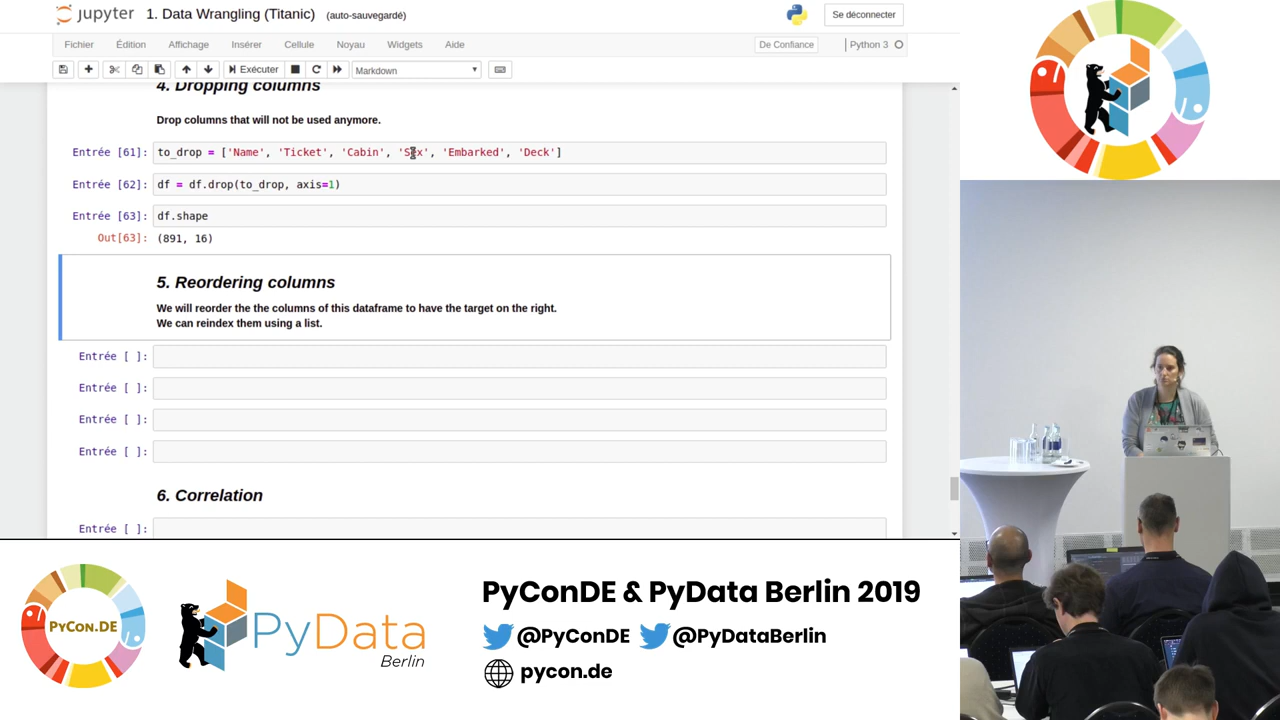 jupyter 1. Data Wrangling (Titanic) (auto-sauvegardé)
Se déconnecter
Fichier Édition Affichage Insérer Cellule Noyau Widgets Aide
De Confiance Python 3
Exécuter Markdown
4. Dropping columns
Drop columns that will not be used anymore.
Entrée [61]: to_drop = ['Name', 'Ticket', 'Cabin', 'Sex', 'Embarked', 'Deck']
Entrée [62]: df = df.drop(to_drop, axis=1)
Entrée [63]: df.shape
Out[63]: (891, 16)
5. Reordering columns
We will reorder the the columns of this dataframe to have the target on the right.
We can reindex them using a list.
Entrée [ ]:
Entrée [ ]:
Entrée [ ]:
Entrée [ ]:
6. Correlation
Entrée [ ]:
PyCon.DE
PyData
Berlin
PyConDE & PyData Berlin 2019
@PyConDE @PyDataBerlin
pycon.de